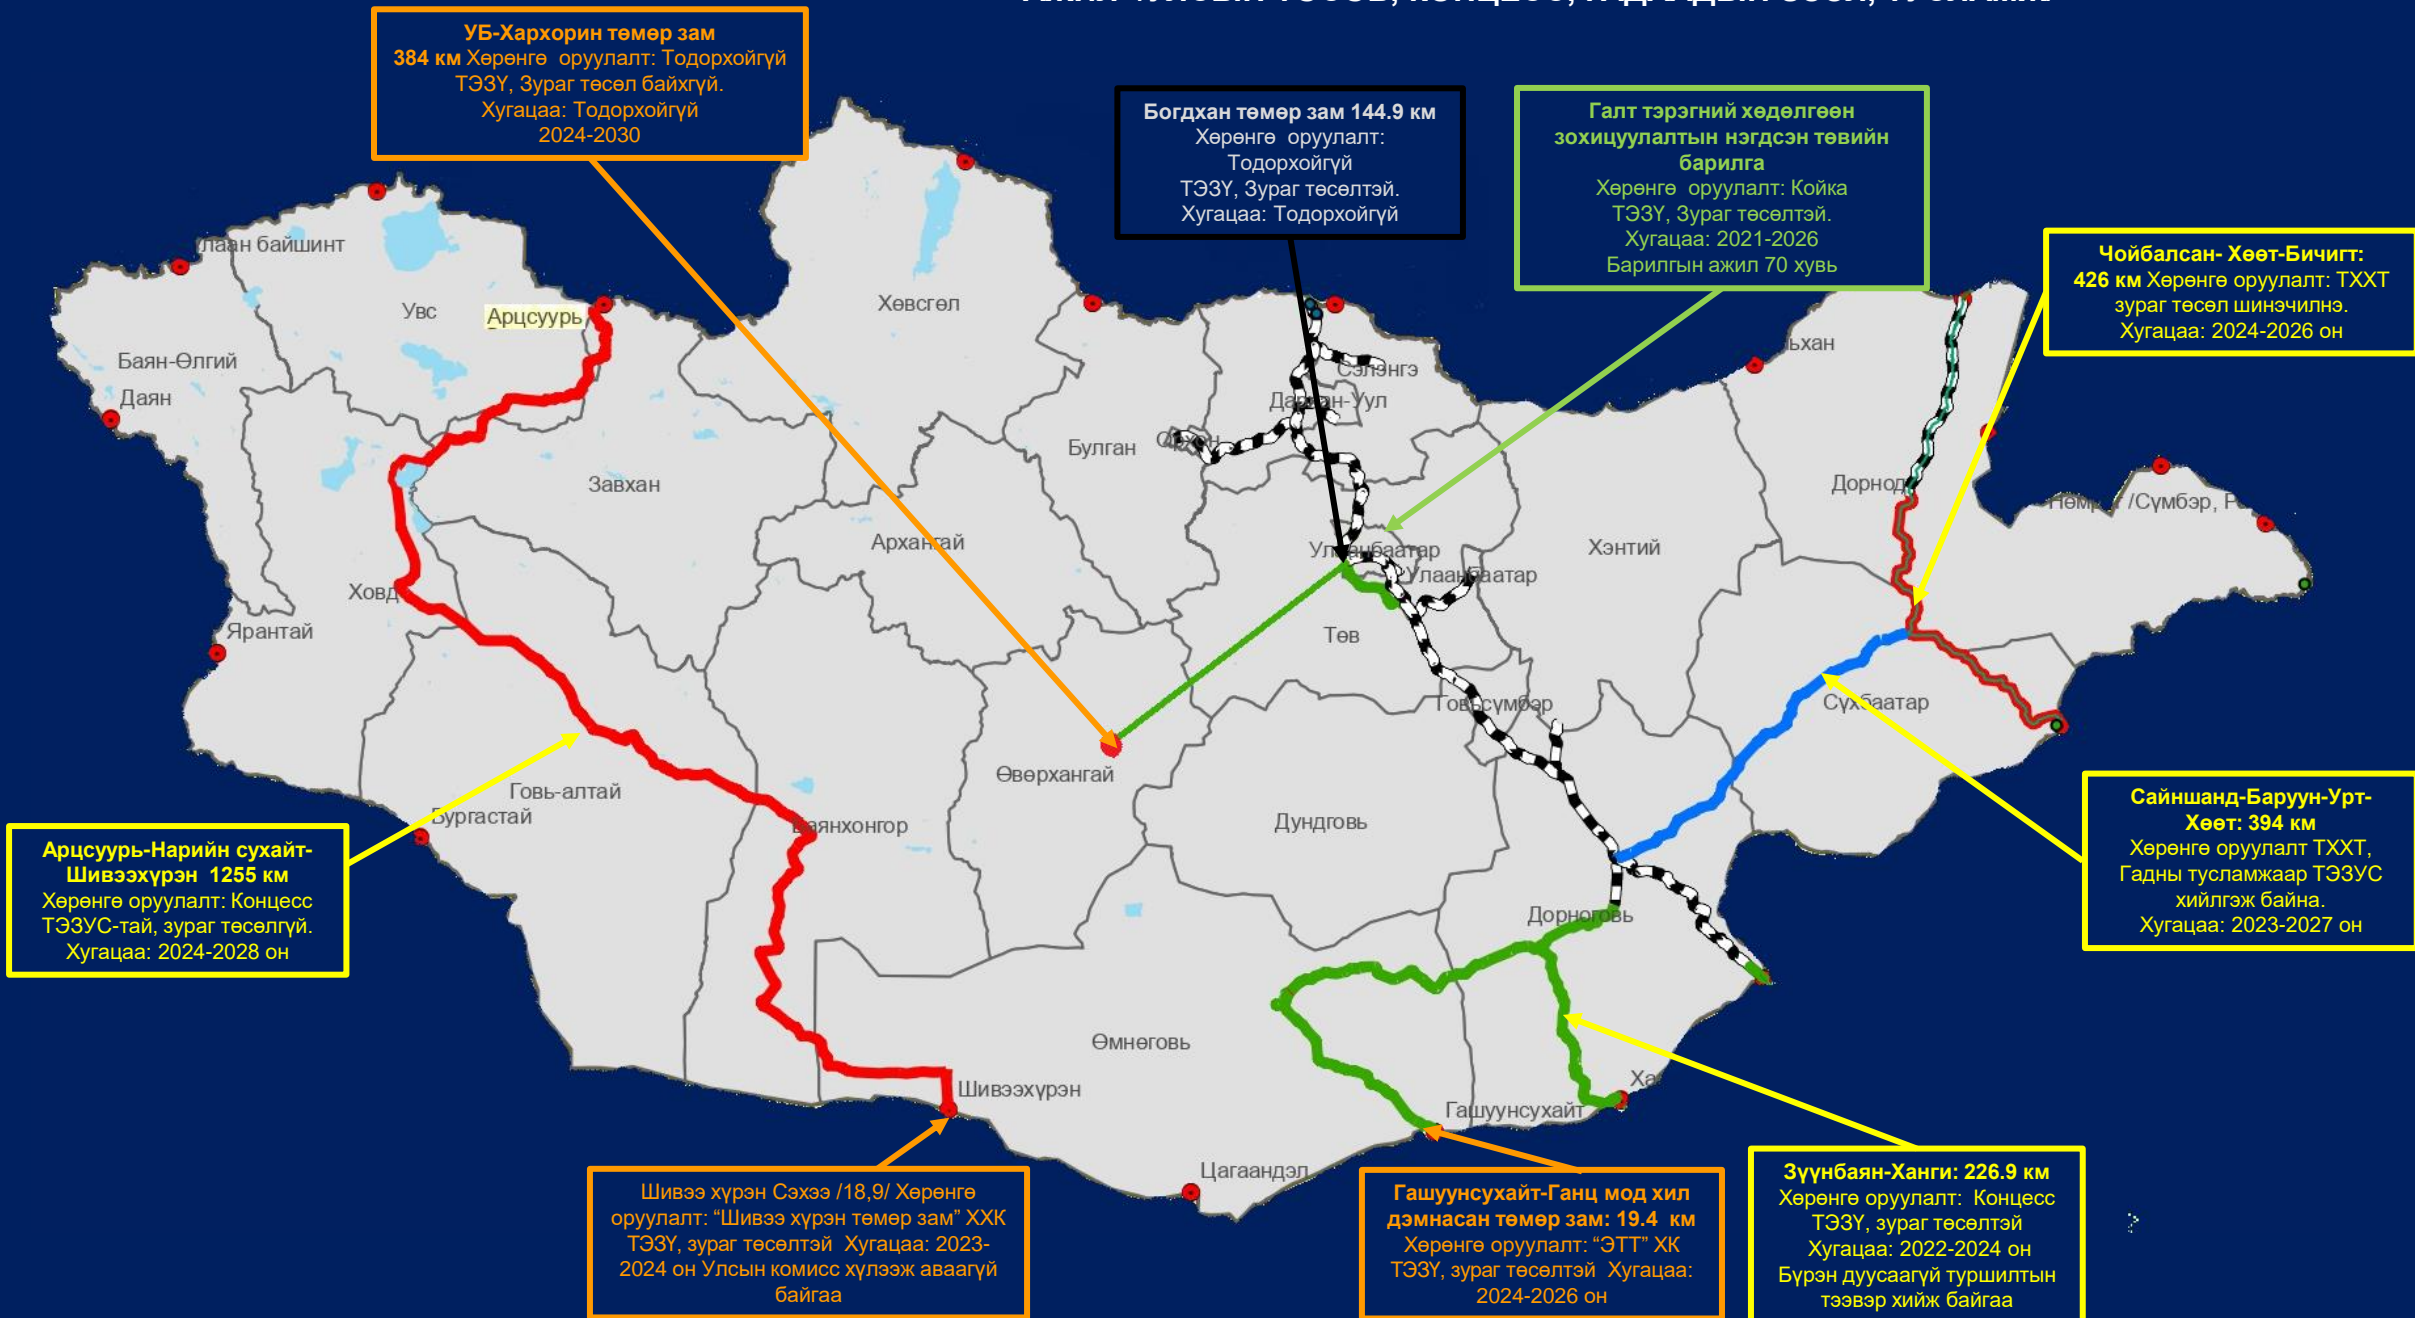 УБ-Хархорин төмөр зам
384 км Хөрөнгө оруулалт: Тодорхойгүй
ТЭЗҮ, Зураг төсөл байхгүй.
Хугацаа: Тодорхойгүй
2024-2030
Богдхан төмөр зам 144.9 км
Хөрөнгө оруулалт:
Тодорхойгүй
ТЭЗҮ, Зураг төсөлтэй.
Хугацаа: Тодорхойгүй
Галт тэрэгний хөдөлгөөн
зохицуулалтын нэгдсэн төвийн
барилга
Хөрөнгө оруулалт: Койка
ТЭЗҮ, Зураг төсөлтэй.
Хугацаа: 2021-2026
Барилгын ажил 70 хувь
Чойбалсан- Хөөт-Бичигт:
426 км Хөрөнгө оруулалт: ТХХТ
зураг төсөл шинэчилнэ.
Хугацаа: 2024-2026 он
байшинт
Увс
Арцсуурь
Хөвсгөл
Баян-Өлгий
Даян
Сэлэнгэ
Дархан-Уул
Булган
Орхон
Завхан
Дорнод
/Сүмбэр,
Архангай
Улаанбаатар
Хэнтий
Улаанбаатар
Ховд
Ярантай
Төв
Говьсүмбэр
Сүхбаатар
Өвөрхангай
Говь-алтай
Бургастай
Баянхонгор
Дундговь
Дорноговь
Өмнөговь
Шивээхүрэн
Гашуунсухайт
Цагаандэл
Арцсуурь-Нарийн сухайт-
Шивээхүрэн 1255 км
Хөрөнгө оруулалт: Концесс
ТЭЗҮС-тай, зураг төсөлгүй.
Хугацаа: 2024-2028 он
Сайншанд-Баруун-Урт-
Хөөт: 394 км
Хөрөнгө оруулалт ТХХТ,
Гадны тусламжаар ТЭЗҮС
хийлгэж байна.
Хугацаа: 2023-2027 он
Шивээ хүрэн Сэхээ /18,9/ Хөрөнгө
оруулалт: “Шивээ хүрэн төмөр зам” ХХК
ТЭЗҮ, зураг төсөлтэй Хугацаа: 2023-
2024 он Улсын комисс хүлээж аваагүй
байгаа
Гашуунсухайт-Ганц мод хил
дэмнасан төмөр зам: 19.4 км
Хөрөнгө оруулалт: “ЭТТ” ХК
ТЭЗҮ, зураг төсөлтэй Хугацаа:
2024-2026 он
Зүүнбаян-Ханги: 226.9 км
Хөрөнгө оруулалт: Концесс
ТЭЗҮ, зураг төсөлтэй
Хугацаа: 2022-2024 он
Бүрэн дуусаагүй туршилтын
тээвэр хийж байгаа